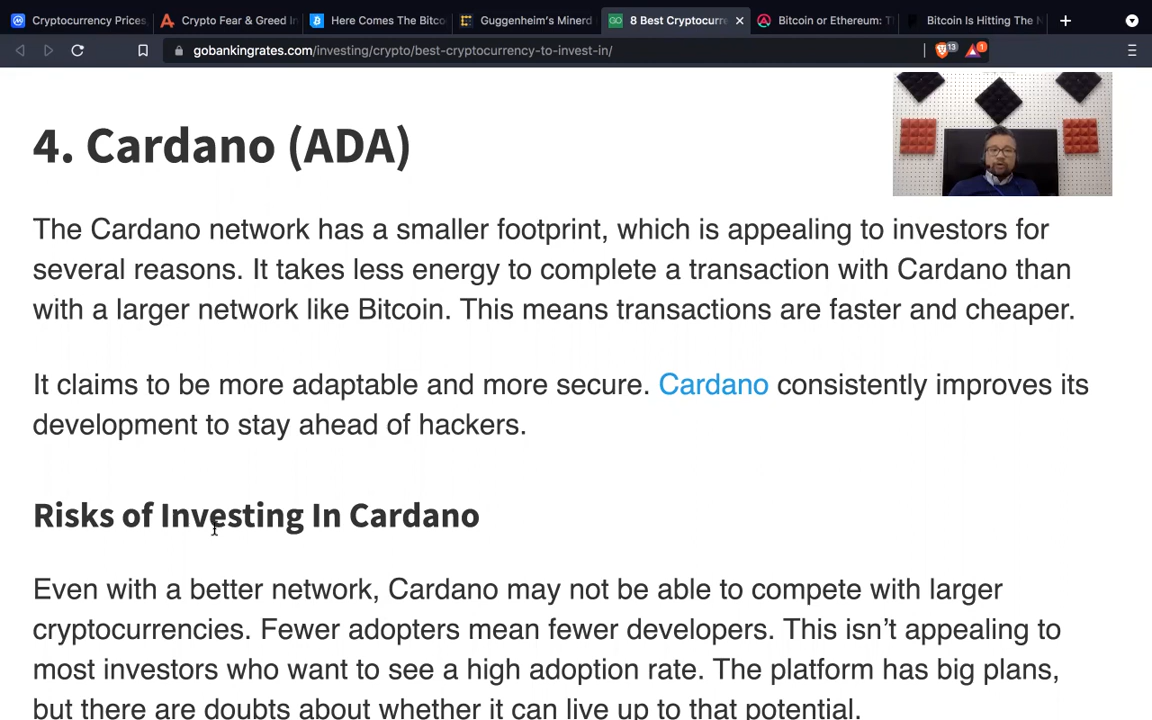 Cryptocurrency Prices,
Crypto Fear & Greed In
Here Comes The Bitco
Guggenheim's Minerd
8 Best Cryptocurr
Bitcoin or Ethereum: T
Bitcoin Is Hitting The N
gobankingrates.com/investing/crypto/best-cryptocurrency-to-invest-in/
13
1
GO
4. Cardano (ADA)
The Cardano network has a smaller footprint, which is appealing to investors for
several reasons. It takes less energy to complete a transaction with Cardano than
with a larger network like Bitcoin. This means transactions are faster and cheaper.
It claims to be more adaptable and more secure. Cardano consistently improves its
development to stay ahead of hackers.
Risks of Investing In Cardano
Even with a better network, Cardano may not be able to compete with larger
cryptocurrencies. Fewer adopters mean fewer developers. This isn't appealing to
most investors who want to see a high adoption rate. The platform has big plans,
but there are doubts about whether it can live up to that potential.